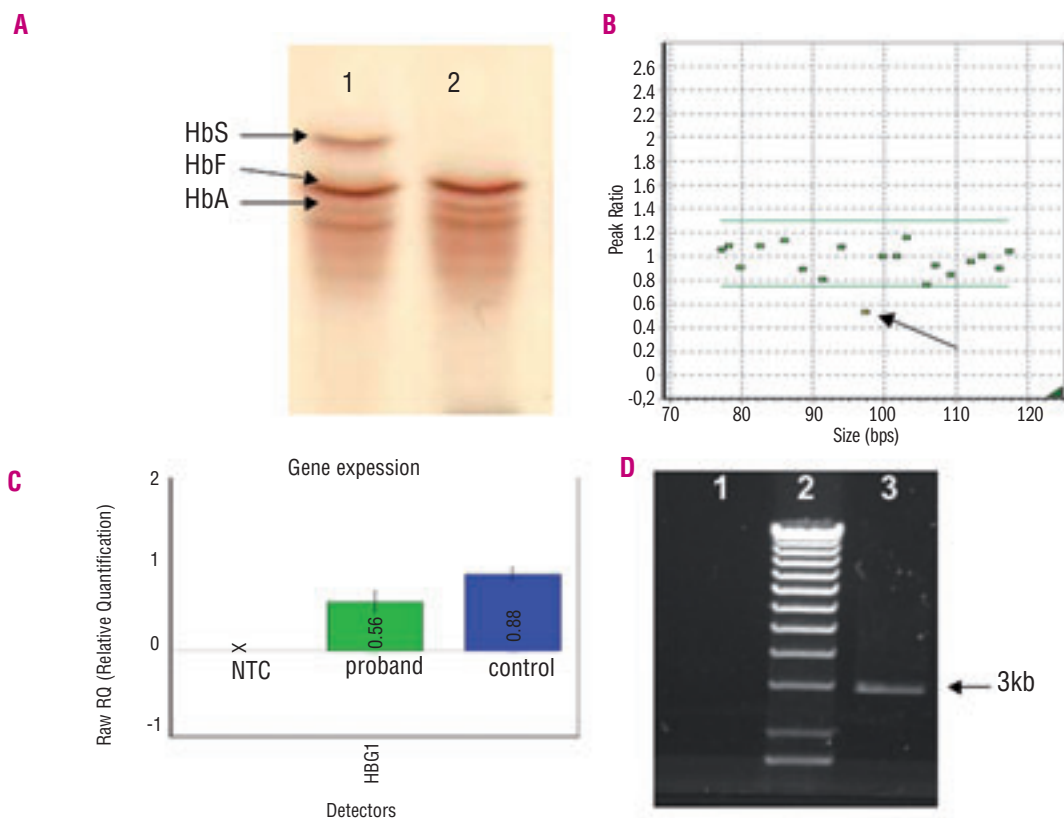 A
1 2
HbS
HbF
HbA
B
2.6
2.4
2.2
2
1.8
1.6
1.4
1.2
1
0.8
0.6
0.4
0.2
0
-0,2
Peak Ratio
70 80 90 100 110 120
Size (bps)
C
Gene expession
2
1
0
-1
Raw RQ (Relative Quantification)
X
NTC
0.56
proband
0.88
control
HBG1
Detectors
D
1 2 3
3kb